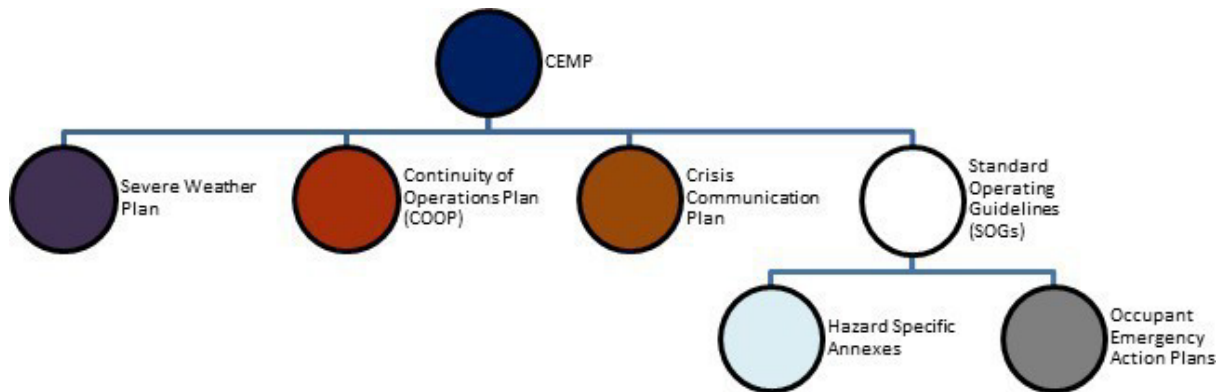 CEMP
Severe Weather
Plan
Continuity of
Operations Plan
(COOP)
Crisis
Communication
Plan
Standard
Operating
Guidelines
(SOGs)
Hazard Specific
Annexes
Occupant
Emergency
Action Plans